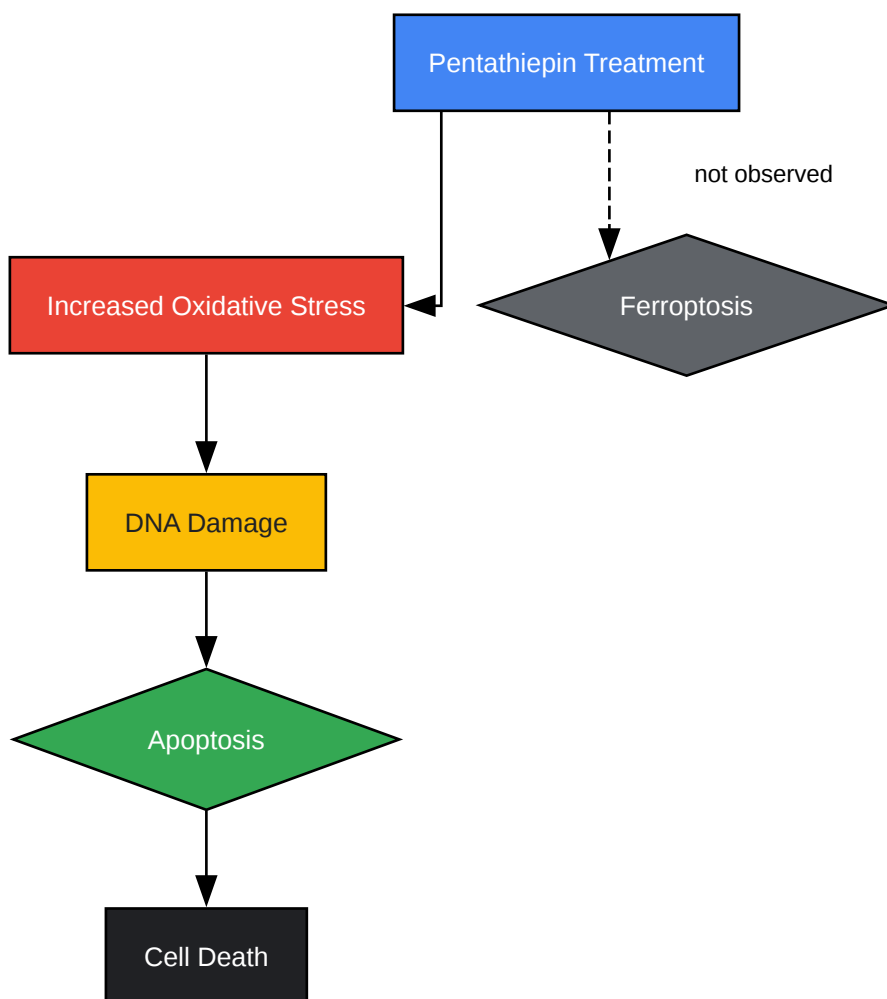 Pentathiepin Treatment
not observed
Increased Oxidative Stress
Ferroptosis
DNA Damage
Apoptosis
Cell Death